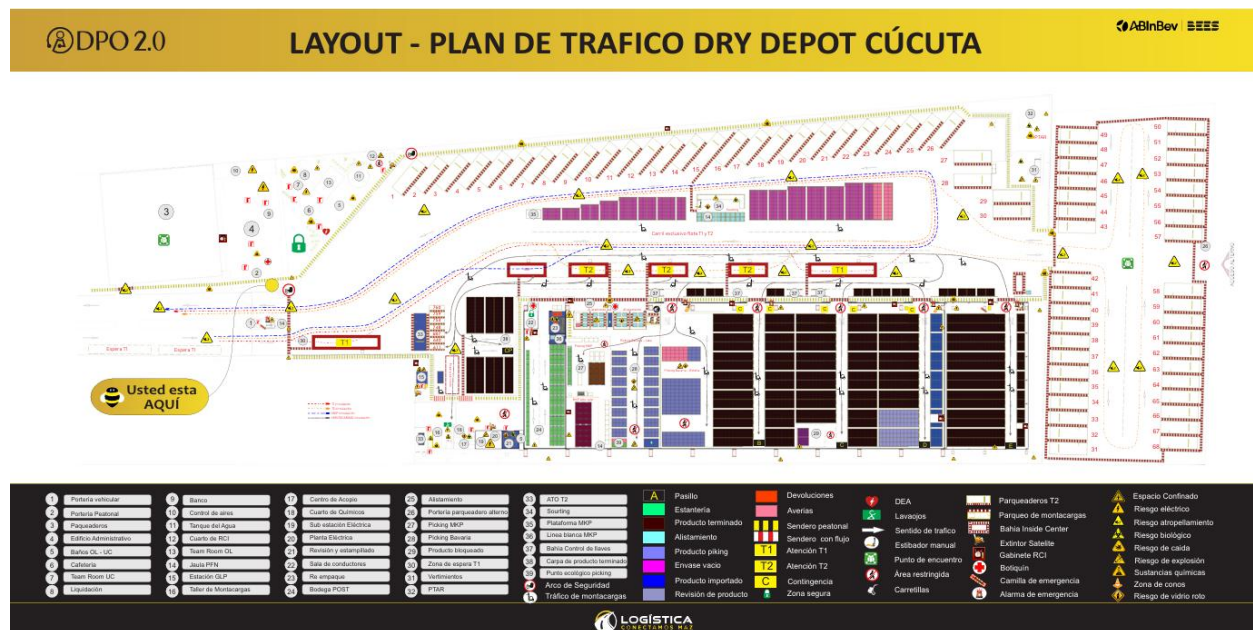 DPO 2.0
LAYOUT - PLAN DE TRAFICO DRY DEPOT CÚCUTA
ABInBev | BEES
Carril exclusivo Ruta T1 y T2
T2
T2
T2
T1
T1
Usted esta
AQUÍ
1 Portería vehicular
2 Portería Peatonal
3 Paqueaderos
4 Edificio Administrativo
5 Baños OL - UC
6 Cafeteria
7 Team Room UC
8 Liquidación
9 Banco
10 Control de aires
11 Tanque del Agua
12 Cuarto de RCI
13 Team Room OL
14 Jaula PFN
15 Estación GLP
16 Taller de Montacargas
17 Centro de Acopio
18 Cuarto de Químicos
19 Sub estación Eléctrica
20 Planta Eléctrica
21 Revisión y estampillado
22 Sala de conductores
23 Re empaque
24 Bodega POST
25 Alistamiento
26 Portería parqueadero alterno
27 Picking MKP
28 Picking Bavaria
29 Producto bloqueado
30 Zona de espera T1
31 Vertimientos
32 PTAR
33 ATO T2
34 Sourting
35 Plataforma MKP
36 Linea blanca MKP
37 Bahia Control de llaves
38 Carpa de producto terminado
39 Punto ecológico picking
Arco de Seguridad
Tráfico de montacargas
A Pasillo
Estantería
Producto terminado
Alistamiento
Producto piking
Envase vacio
Producto importado
Revisión de producto
Devoluciones
Averias
Sendero peatonal
Sendero con flujo
T1 Atención T1
T2 Atención T2
C Contingencia
Zona segura
DEA
Lavaojos
Sentido de trafico
Estibador manual
Punto de encuentro
Área restringida
Carretillas
Parqueaderos T2
Parqueo de montacargas
Bahia Inside Center
Extintor Satelite
Gabinete RCI
Botiquín
Camilla de emergencia
Alarma de emergencia
Espacio Confinado
Riesgo eléctrico
Riesgo atropellamiento
Riesgo biológico
Riesgo de caida
Riesgo de explosión
Sustancias químicas
Zona de conos
Riesgo de vidrio roto
LOGÍSTICA
CONECTAMOS MAZ